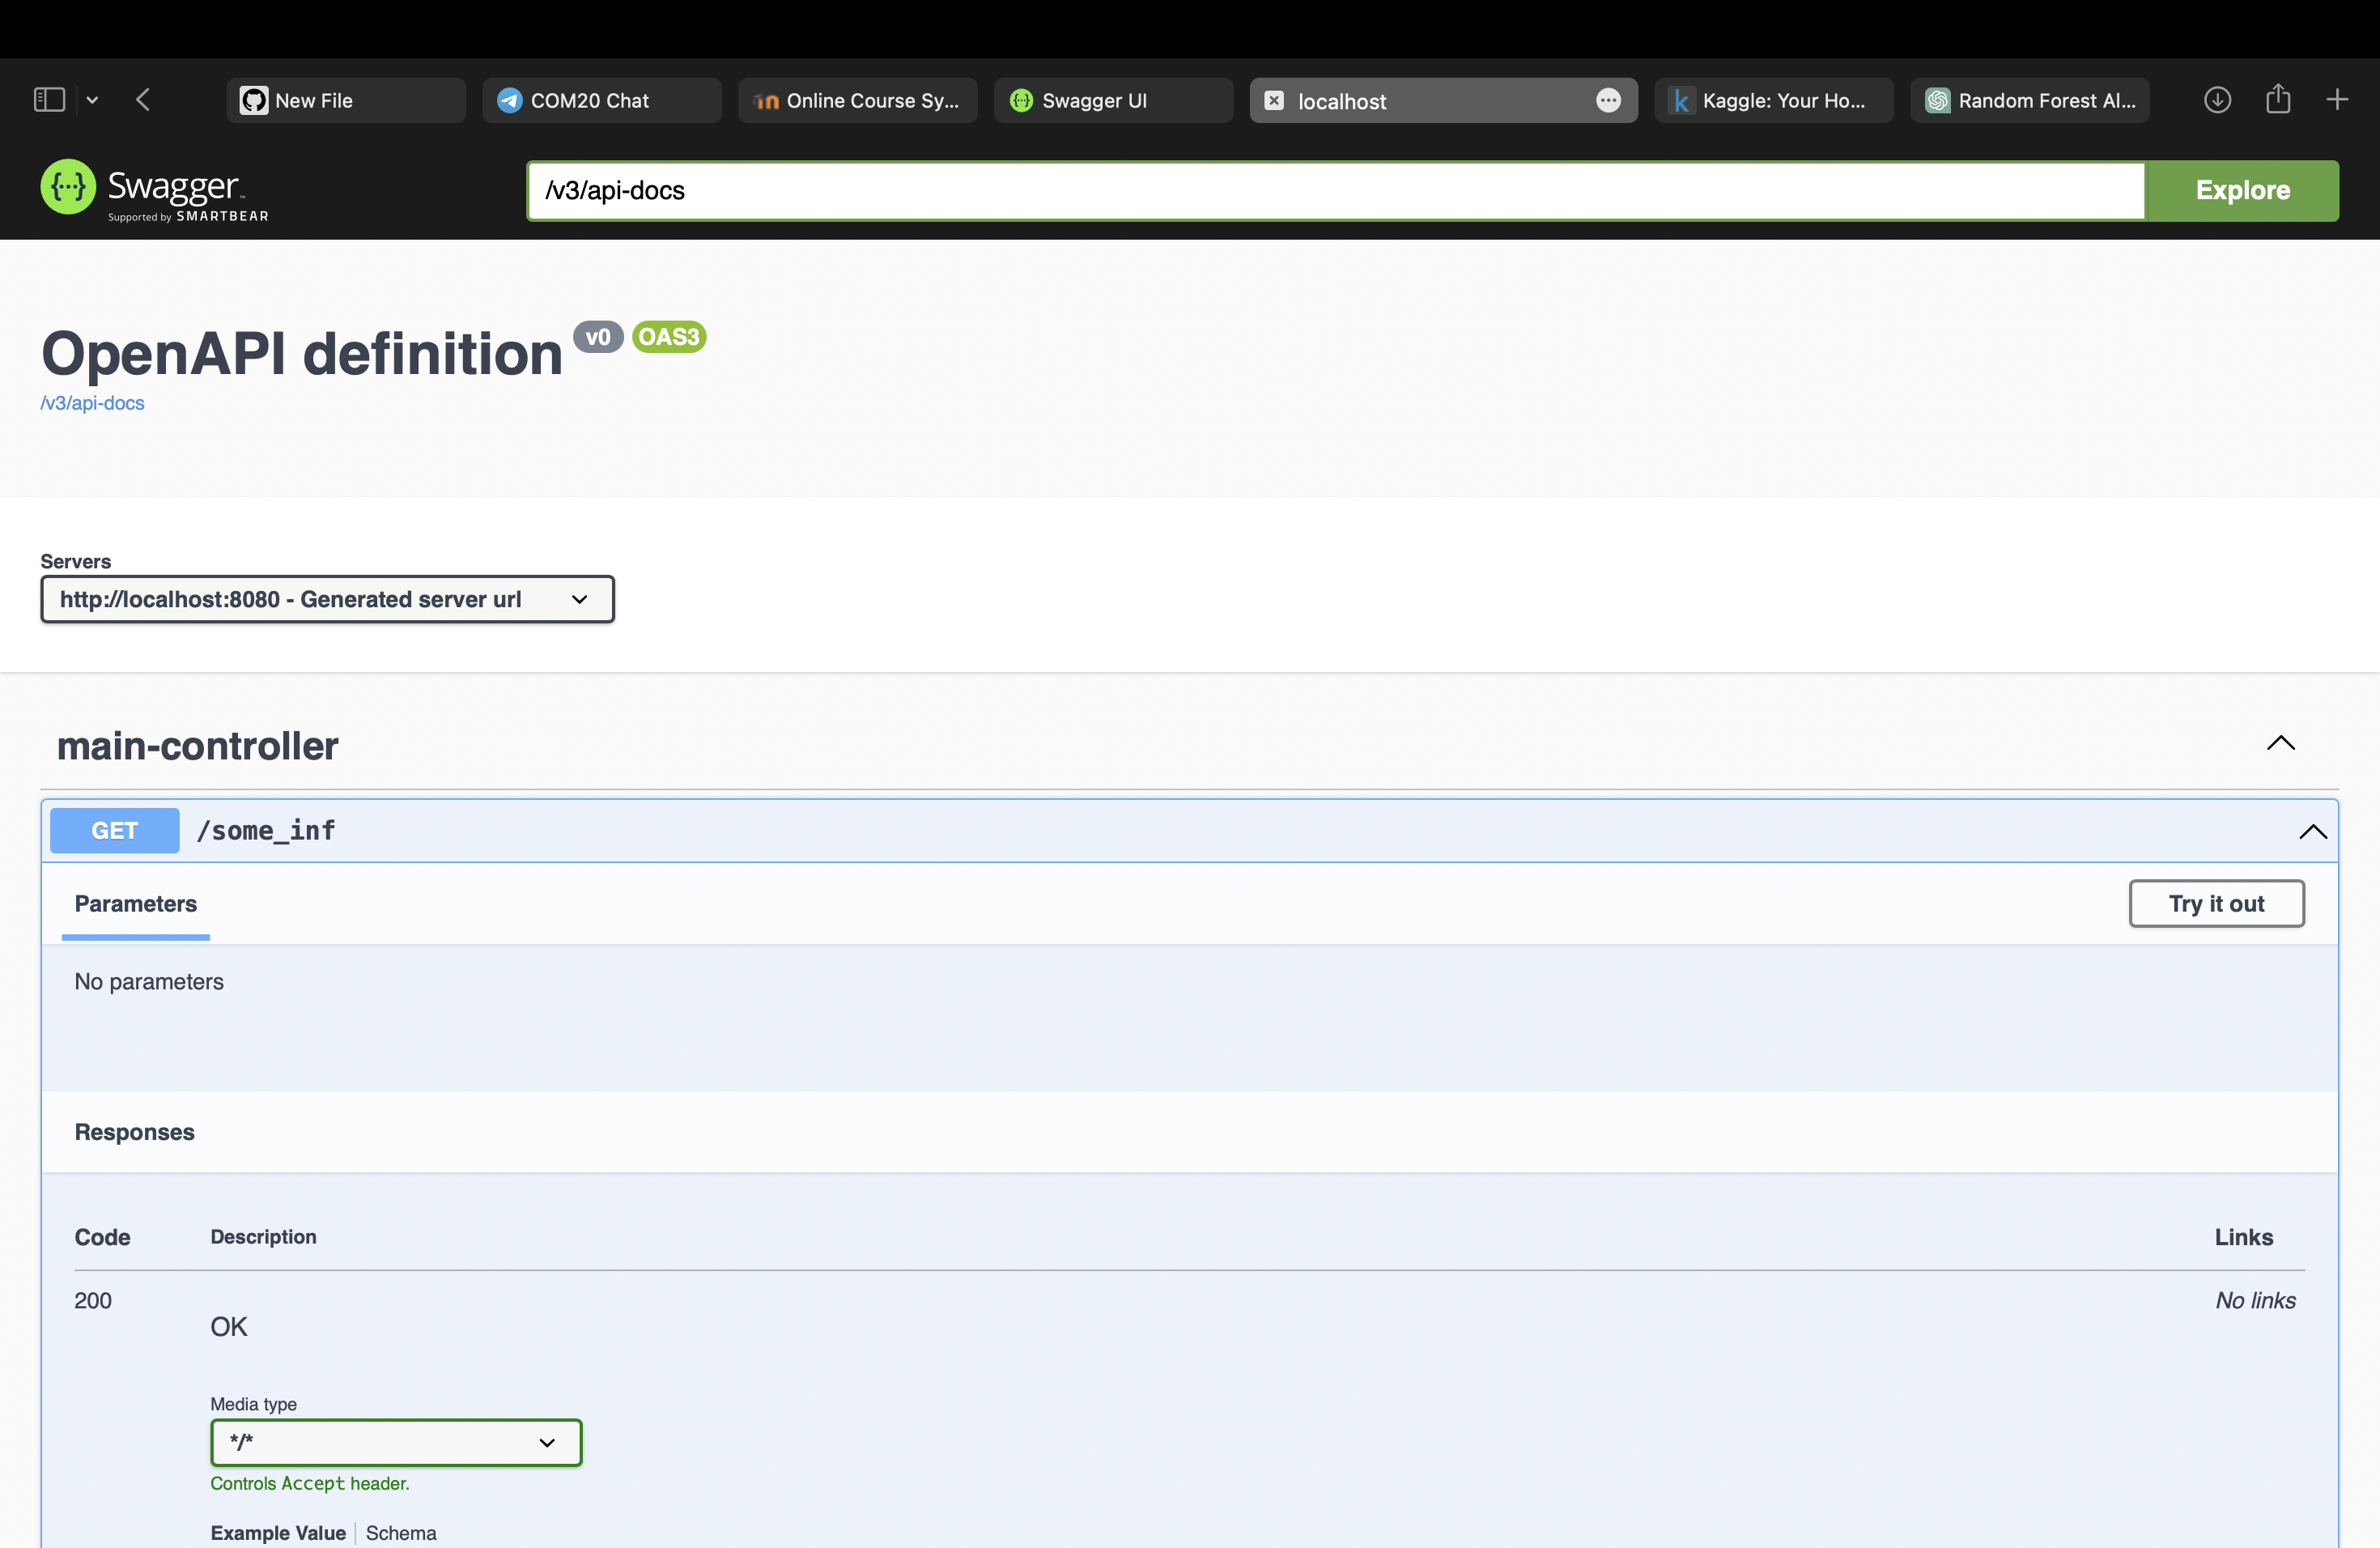 New File
COM20 Chat
Online Course Sy...
Swagger UI
localhost
Kaggle: Your Ho...
Random Forest Al...
Swagger
Supported by SMARTBEAR
/v3/api-docs
Explore
OpenAPI definition v0 OAS3
/v3/api-docs
Servers
http://localhost:8080 - Generated server url
main-controller
GET /some_inf
Parameters
Try it out
No parameters
Responses
Code Description Links
200 No links
OK
Media type
*/*
Controls Accept header.
Example Value Schema